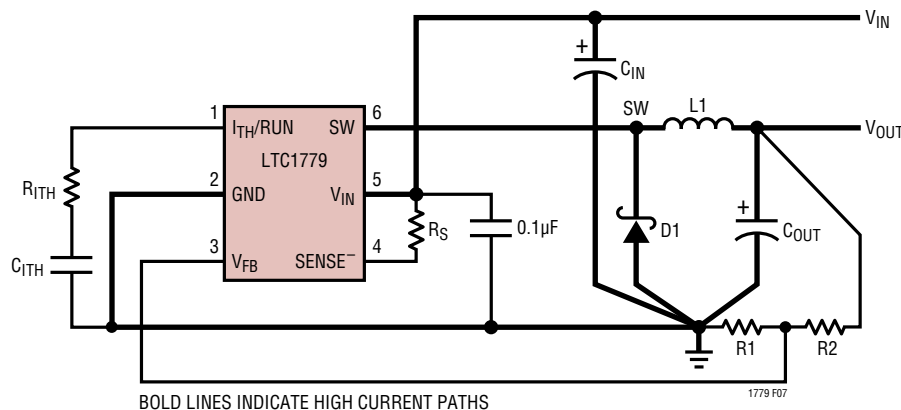 VIN
+
CIN
1
ITH/RUN
SW
6
SW
L1
VOUT
LTC1779
RITH
2
GND
VIN
5
+
RS
0.1µF
D1
COUT
3
VFB
SENSE−
4
CITH
R1
R2
1779 F07
BOLD LINES INDICATE HIGH CURRENT PATHS